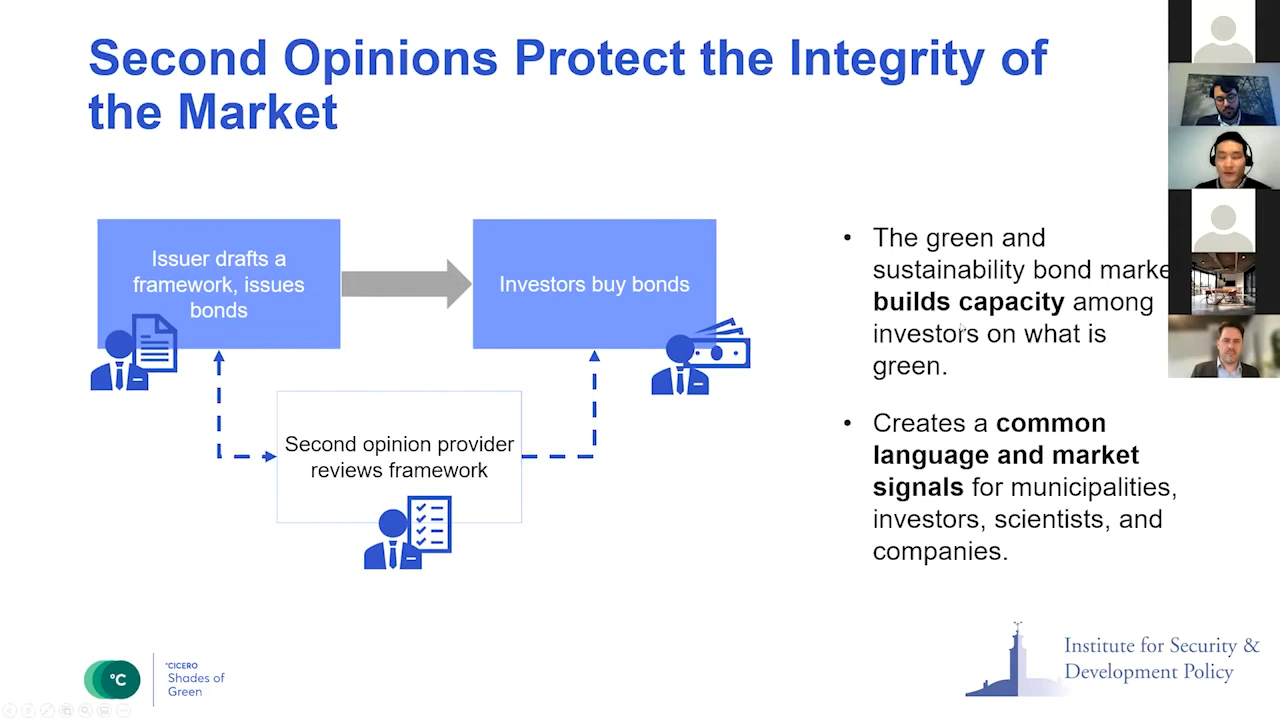 Second Opinions Protect the Integrity of
the Market
Issuer drafts a
framework, issues
bonds
Investors buy bonds
Second opinion provider
reviews framework
• The green and
sustainability bond marke
builds capacity among
investors on what is
green.
• Creates a common
language and market
signals for municipalities,
investors, scientists, and
companies.
°C
°CICERO
Shades of
Green
Institute for Security &
Development Policy